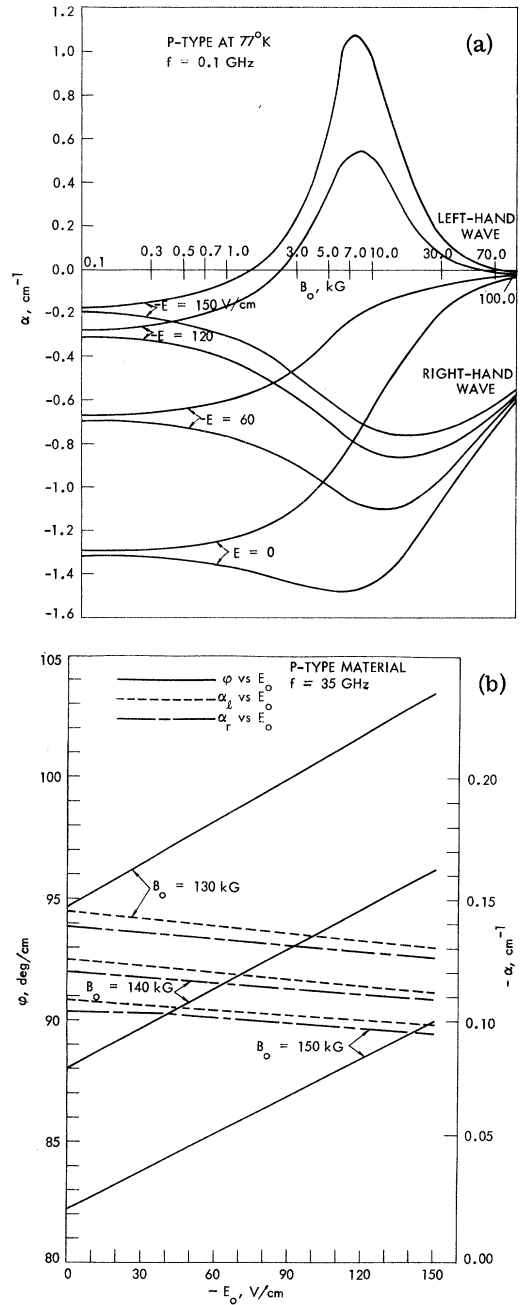 1.2
P-TYPE AT 77°K
f = 0.1 GHz
(a)
1.0
0.8
0.6
0.4
0.2
LEFT-HAND
WAVE
0.1 0.3 0.5 0.7 1.0 3.0 5.0 7.0 10.0 30.0 70.0
0.0
B₀, kG
100.0
α, cm⁻¹
-E = 150 V/cm
-0.2
-E = 120
-0.4
RIGHT-HAND
WAVE
-0.6
-E = 60
-0.8
-1.0
-1.2
E = 0
-1.4
-1.6
105
φ vs E₀
αℓ vs E₀
αr vs E₀
P-TYPE MATERIAL
f = 35 GHz
(b)
100
0.20
95
B₀ = 130 kG
0.15
φ, deg/cm
- α, cm⁻¹
B₀ = 140 kG
90
0.10
B₀ = 150 kG
85
0.05
80
0.00
0 30 60 90 120 150
- E₀, V/cm